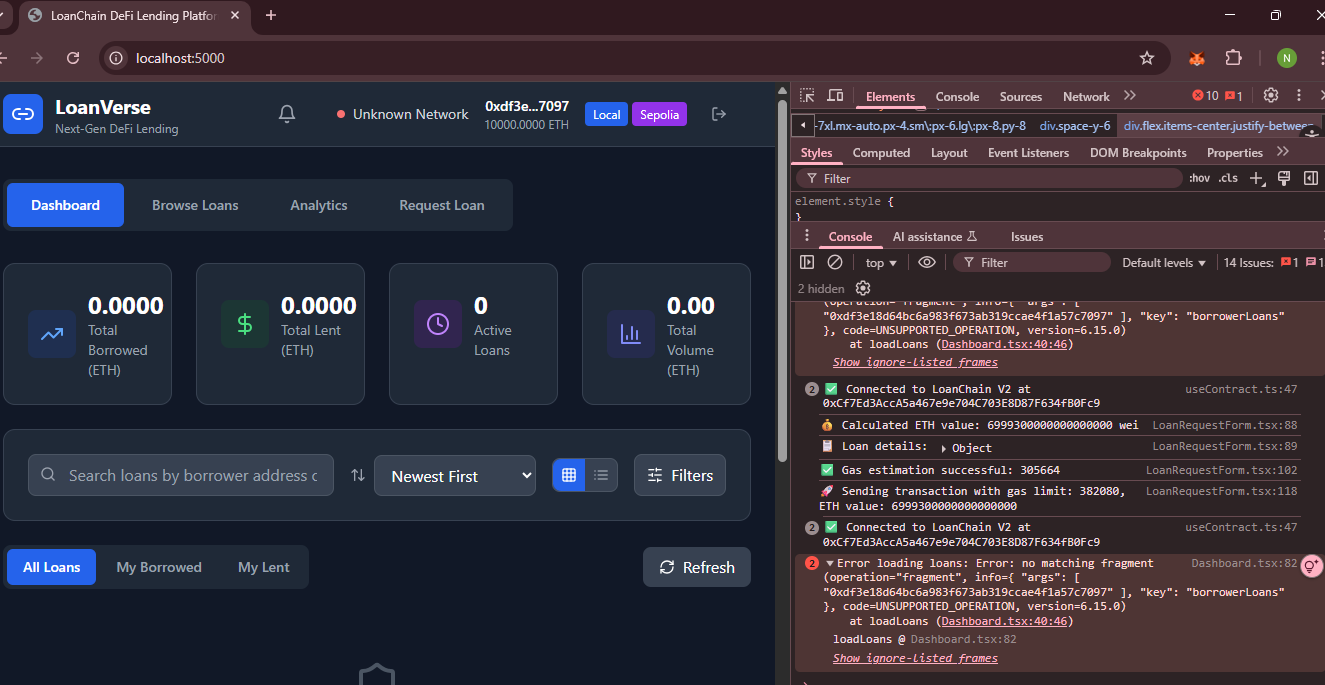 LoanChain DeFi Lending Platfor
localhost:5000
N
LoanVerse
Next-Gen DeFi Lending
Unknown Network
0xdf3e...7097
10000.0000 ETH
Local
Sepolia
Dashboard
Browse Loans
Analytics
Request Loan
0.0000
Total
Borrowed
(ETH)
0.0000
Total Lent
(ETH)
0
Active
Loans
0.00
Total
Volume
(ETH)
Search loans by borrower address o
Newest First
Filters
All Loans
My Borrowed
My Lent
Refresh
Elements
Console
Sources
Network
10
1
-7xl.mx-auto.px-4.sm\:px-6.lg\:px-8.py-8
div.space-y-6
div.flex.items-center.justify-between
Styles
Computed
Layout
Event Listeners
DOM Breakpoints
Properties
Filter
:hov
.cls
element.style {
}
Console
AI assistance
Issues
top
Filter
Default levels
14 Issues:
1
1
2 hidden
(operation="fragment", info={ "args": [
"0xdf3e18d64bc6a983f673ab319ccae4f1a57c7097" ], "key": "borrowerLoans"
}, code=UNSUPPORTED_OPERATION, version=6.15.0)
at loadLoans (Dashboard.tsx:40:46)
Show ignore-listed frames
2 ✅ Connected to LoanChain V2 at useContract.ts:47
0xCf7Ed3AccA5a467e9e704C703E8D87F634fB0Fc9
💰 Calculated ETH value: 6999300000000000000 wei LoanRequestForm.tsx:88
📋 Loan details: ▶ Object LoanRequestForm.tsx:89
✅ Gas estimation successful: 305664 LoanRequestForm.tsx:102
🚀 Sending transaction with gas limit: 382080, LoanRequestForm.tsx:118
ETH value: 6999300000000000000
2 ✅ Connected to LoanChain V2 at useContract.ts:47
0xCf7Ed3AccA5a467e9e704C703E8D87F634fB0Fc9
2 ▼Error loading loans: Error: no matching fragment Dashboard.tsx:82
(operation="fragment", info={ "args": [
"0xdf3e18d64bc6a983f673ab319ccae4f1a57c7097" ], "key": "borrowerLoans"
}, code=UNSUPPORTED_OPERATION, version=6.15.0)
at loadLoans (Dashboard.tsx:40:46)
loadLoans @ Dashboard.tsx:82
Show ignore-listed frames